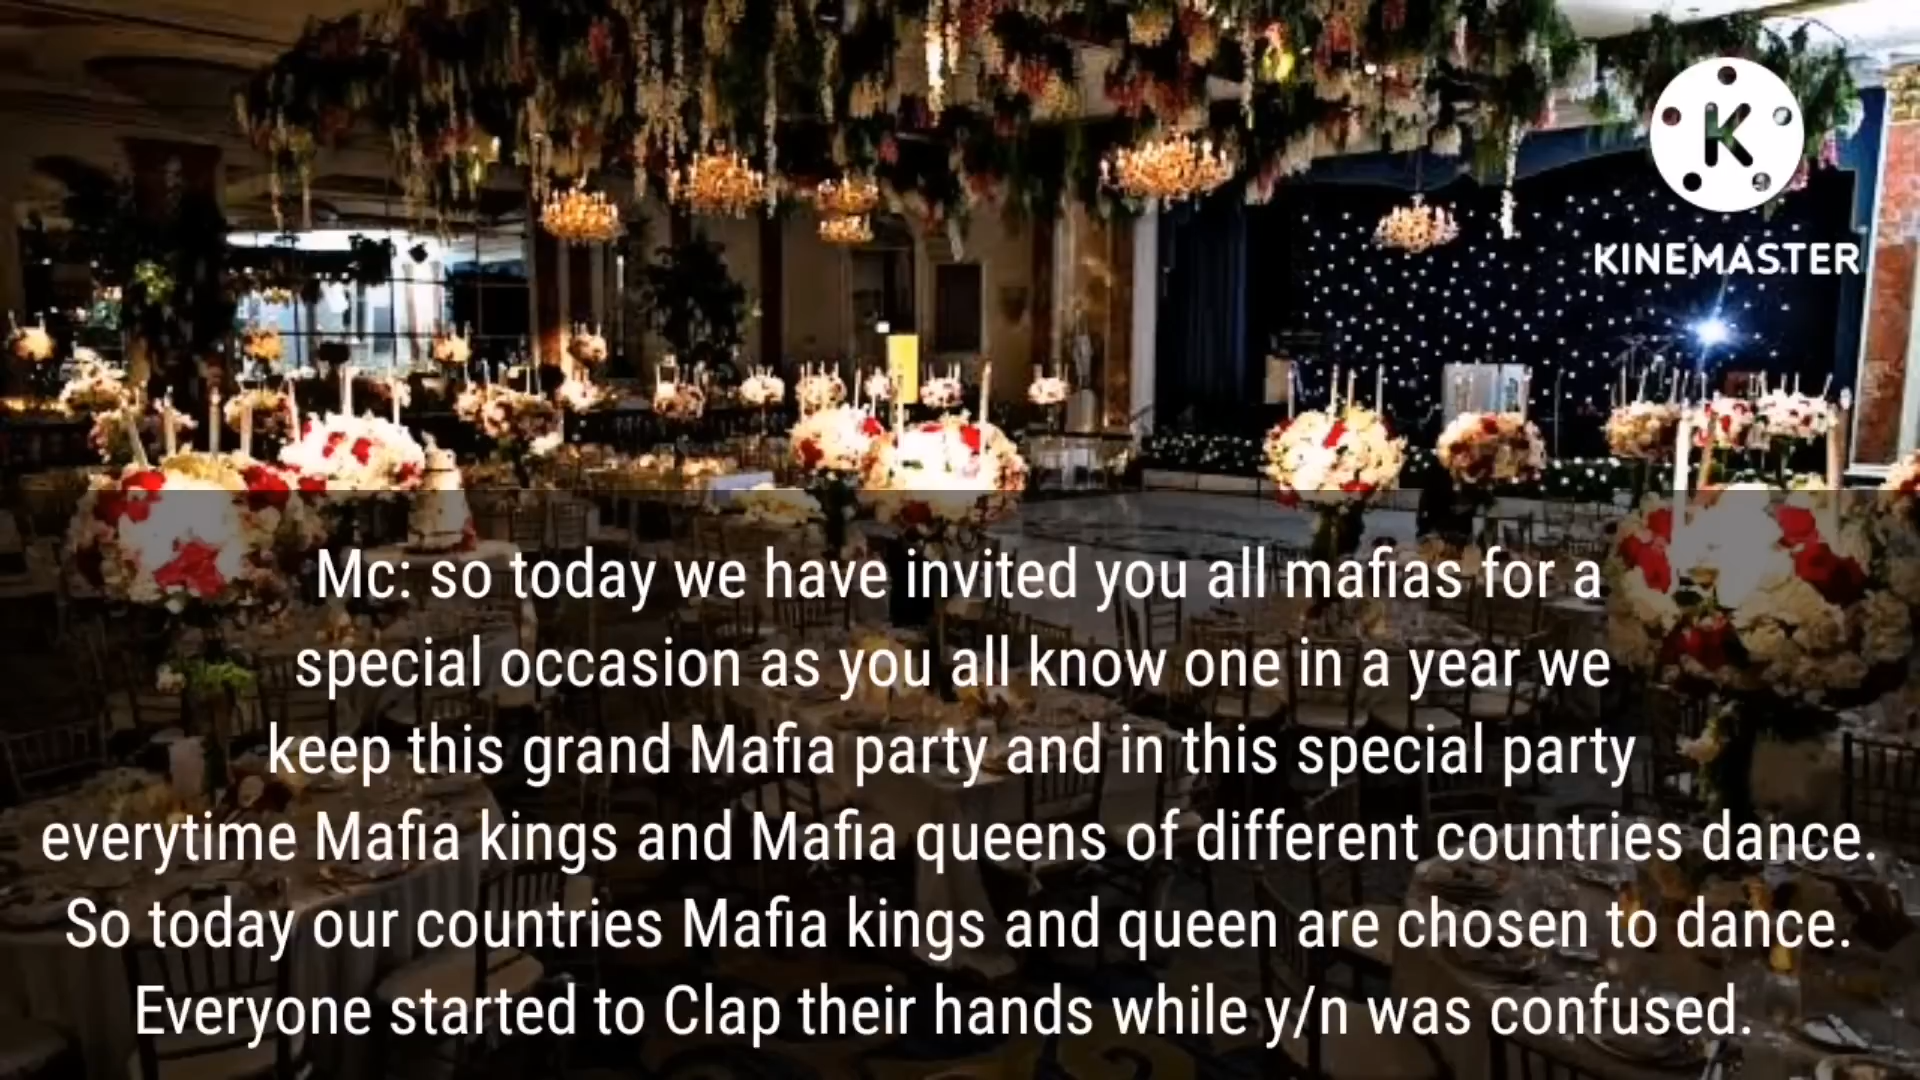 K
KINEMASTER
Mc: so today we have invited you all mafias for a
special occasion as you all know one in a year we
keep this grand Mafia party and in this special party
everytime Mafia kings and Mafia queens of different countries dance.
So today our countries Mafia kings and queen are chosen to dance.
Everyone started to Clap their hands while y/n was confused.